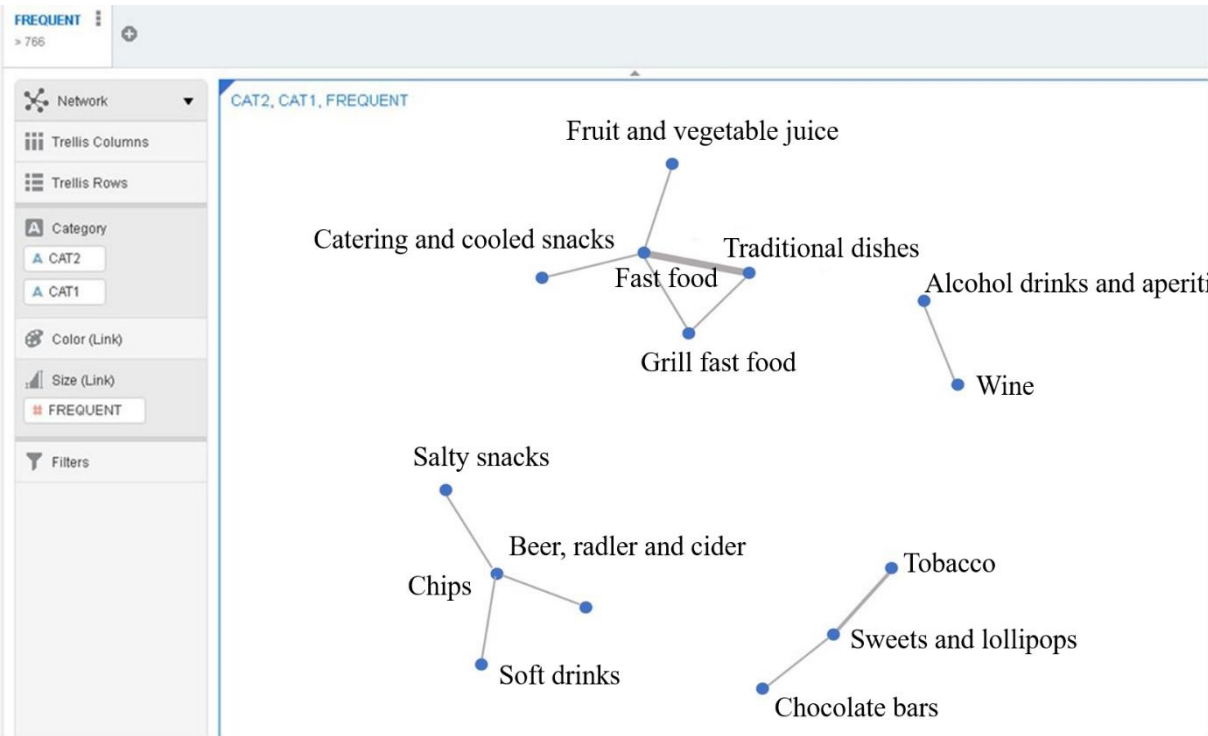 FREQUENT
> 766
Network
Trellis Columns
Trellis Rows
A Category
A CAT2
A CAT1
Color (Link)
Size (Link)
# FREQUENT
Filters
CAT2, CAT1, FREQUENT
Fruit and vegetable juice
Catering and cooled snacks
Traditional dishes
Fast food
Alcohol drinks and aperiti
Grill fast food
Wine
Salty snacks
Beer, radler and cider
Chips
Tobacco
Sweets and lollipops
Soft drinks
Chocolate bars